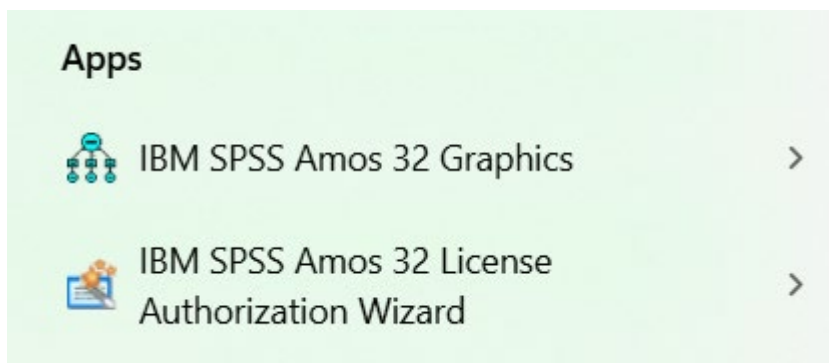 Apps
IBM SPSS Amos 32 Graphics
IBM SPSS Amos 32 License
Authorization Wizard